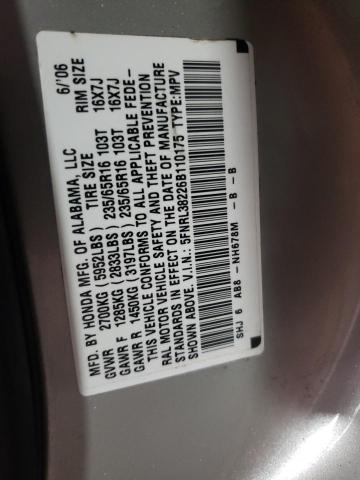 MFD. BY HONDA MFG. OF ALABAMA, LLC 6/'06
TIRE SIZE RIM SIZE
GVWR 2700KG (5952LBS)
GAWR F 1285KG (2833LBS) 235/65R16 103T 16X7J
GAWR R 1450KG (3197LBS) 235/65R16 103T 16X7J
THIS VEHICLE CONFORMS TO ALL APPLICABLE FEDE-
RAL MOTOR VEHICLE SAFETY AND THEFT PREVENTION
STANDARDS IN EFFECT ON THE DATE OF MANUFACTURE
SHOWN ABOVE. V.I.N.: 5FNRL38226B110175 TYPE:MPV
SHJ 6 AB8 - NH678M - B - B